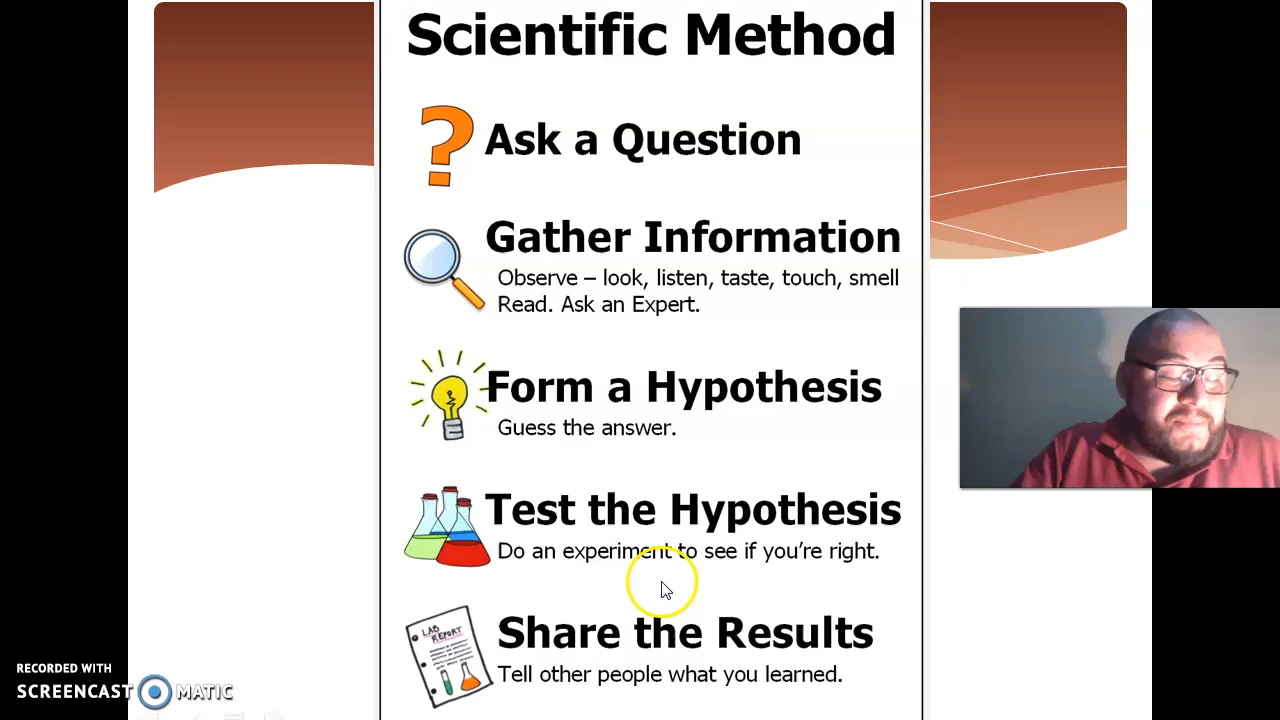 Scientific Method
Ask a Question
Gather Information
Observe – look, listen, taste, touch, smell
Read. Ask an Expert.
Form a Hypothesis
Guess the answer.
Test the Hypothesis
Do an experiment to see if you're right.
LAB
REPORT
Share the Results
Tell other people what you learned.
RECORDED WITH
SCREENCAST MATIC